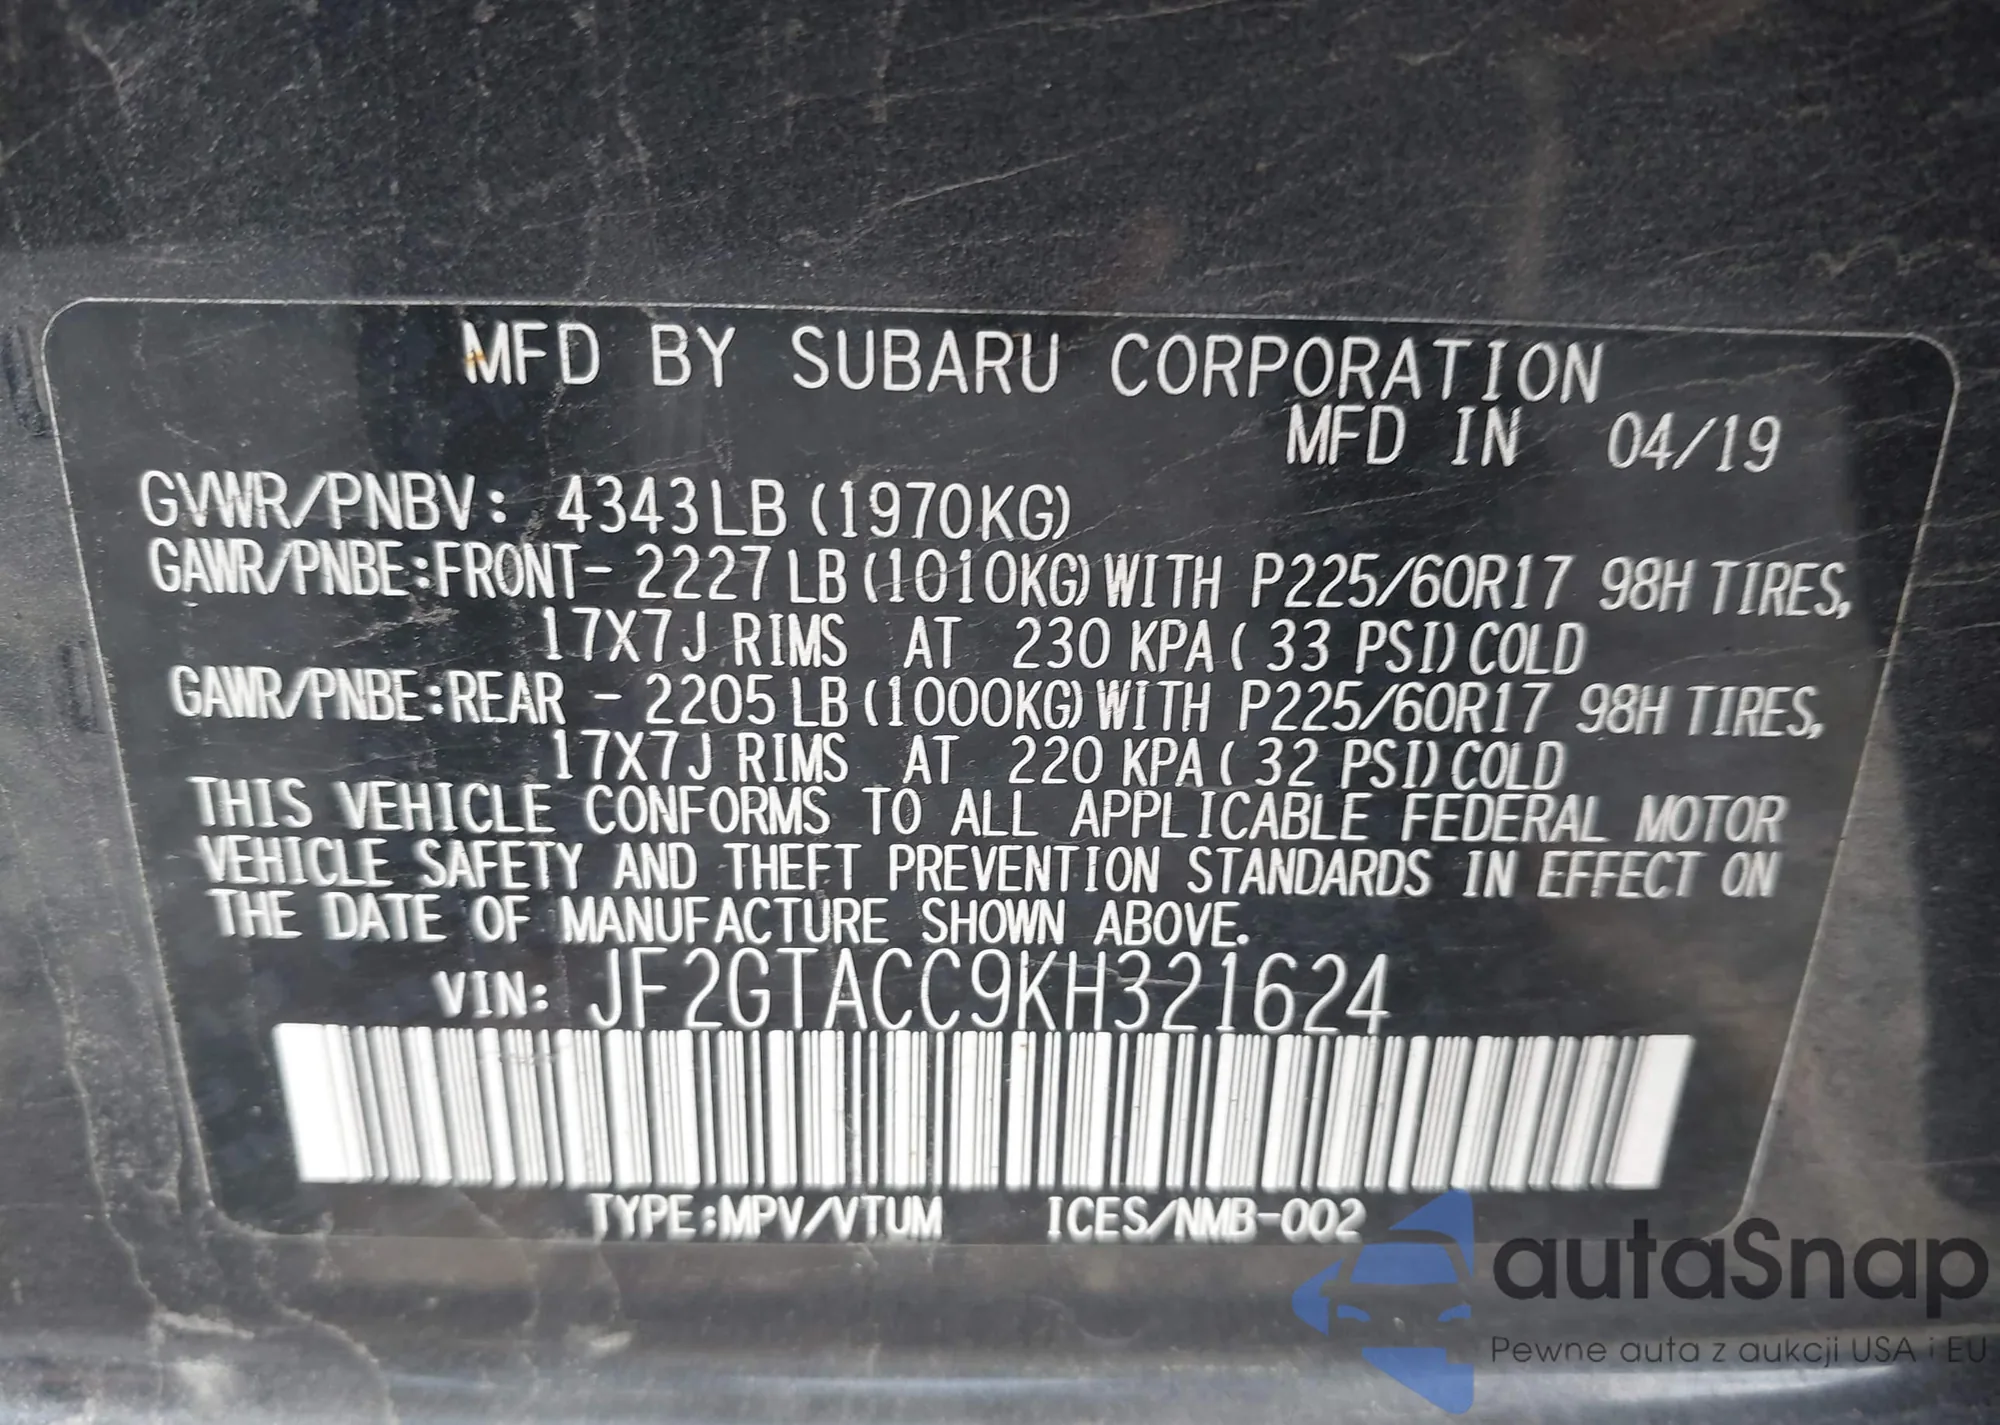 MFD BY SUBARU CORPORATION
MFD IN 04/19
GVWR/PNBV: 4343LB (1970KG)
GAWR/PNBE:FRONT- 2227LB (1010KG) WITH P225/60R17 98H TIRES,
17X7J RIMS AT 230 KPA ( 33 PSI) COLD
GAWR/PNBE:REAR - 2205LB (1000KG) WITH P225/60R17 98H TIRES,
17X7J RIMS AT 220 KPA ( 32 PSI) COLD
THIS VEHICLE CONFORMS TO ALL APPLICABLE FEDERAL MOTOR
VEHICLE SAFETY AND THEFT PREVENTION STANDARDS IN EFFECT ON
THE DATE OF MANUFACTURE SHOWN ABOVE.
VIN: JF2GTACC9KH321624
TYPE:MPV/VTUM ICES/NMB-002
autaSnap
Pewne auta z aukcji USA i EU